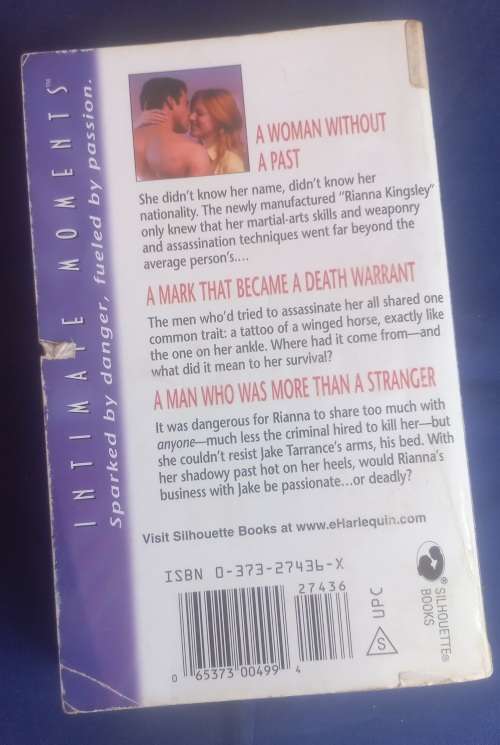 INTIMATE MOMENTS™
Sparked by danger, fueled by passion.
A WOMAN WITHOUT
A PAST
She didn't know her name, didn't know her
nationality. The newly manufactured "Rianna Kingsley"
only knew that her martial-arts skills and weaponry
and assassination techniques went far beyond the
average person's....
A MARK THAT BECAME A DEATH WARRANT
The men who'd tried to assassinate her all shared one
common trait: a tattoo of a winged horse, exactly like
the one on her ankle. Where had it come from—and
what did it mean to her survival?
A MAN WHO WAS MORE THAN A STRANGER
It was dangerous for Rianna to share too much with
anyone—much less the criminal hired to kill her—but
she couldn't resist Jake Tarrance's arms, his bed. With
her shadowy past hot on her heels, would Rianna's
business with Jake be passionate...or deadly?
Visit Silhouette Books at www.eHarlequin.com
ISBN 0-373-27436-X
27436
0 65373 00499 4
UPC
S
SILHOUETTE®
BOOKS